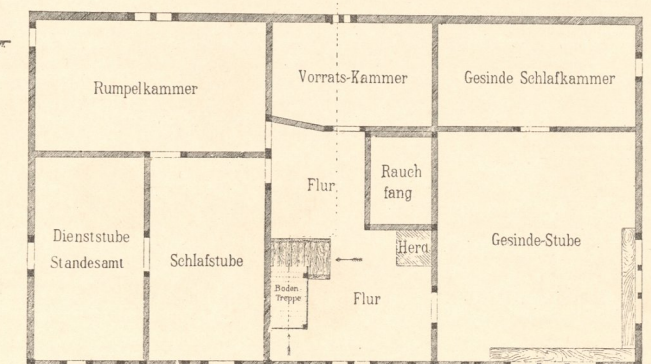 Rumpelkammer
Vorrats-Kammer
Gesinde Schlafkammer
Flur
Rauch
fang
Dienststube
Standesamt
Schlafstube
Herd
Gesinde-Stube
Boden
Treppe
Flur